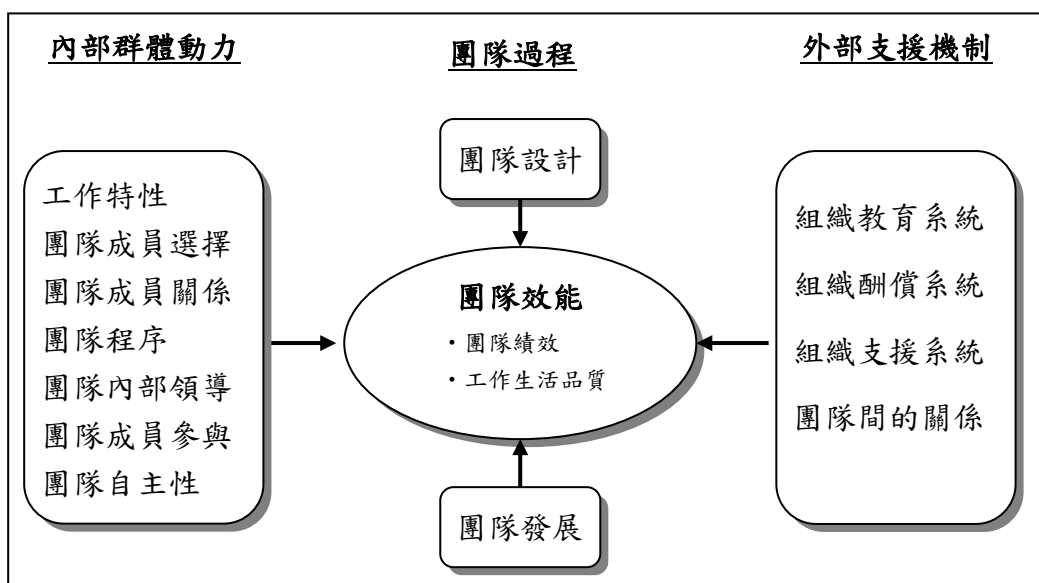 內部群體動力
團隊過程
外部支援機制
工作特性
團隊成員選擇
團隊成員關係
團隊程序
團隊內部領導
團隊成員參與
團隊自主性
團隊設計
團隊效能
・團隊績效
・工作生活品質
團隊發展
組織教育系統
組織酬償系統
組織支援系統
團隊間的關係